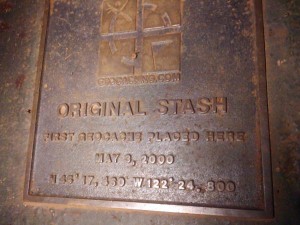 GEOCACHING.COM
ORIGINAL STASH
FIRST GEOCACHE PLACED HERE
MAY 3, 2000
N 45° 17, 460' W 122° 24, 800